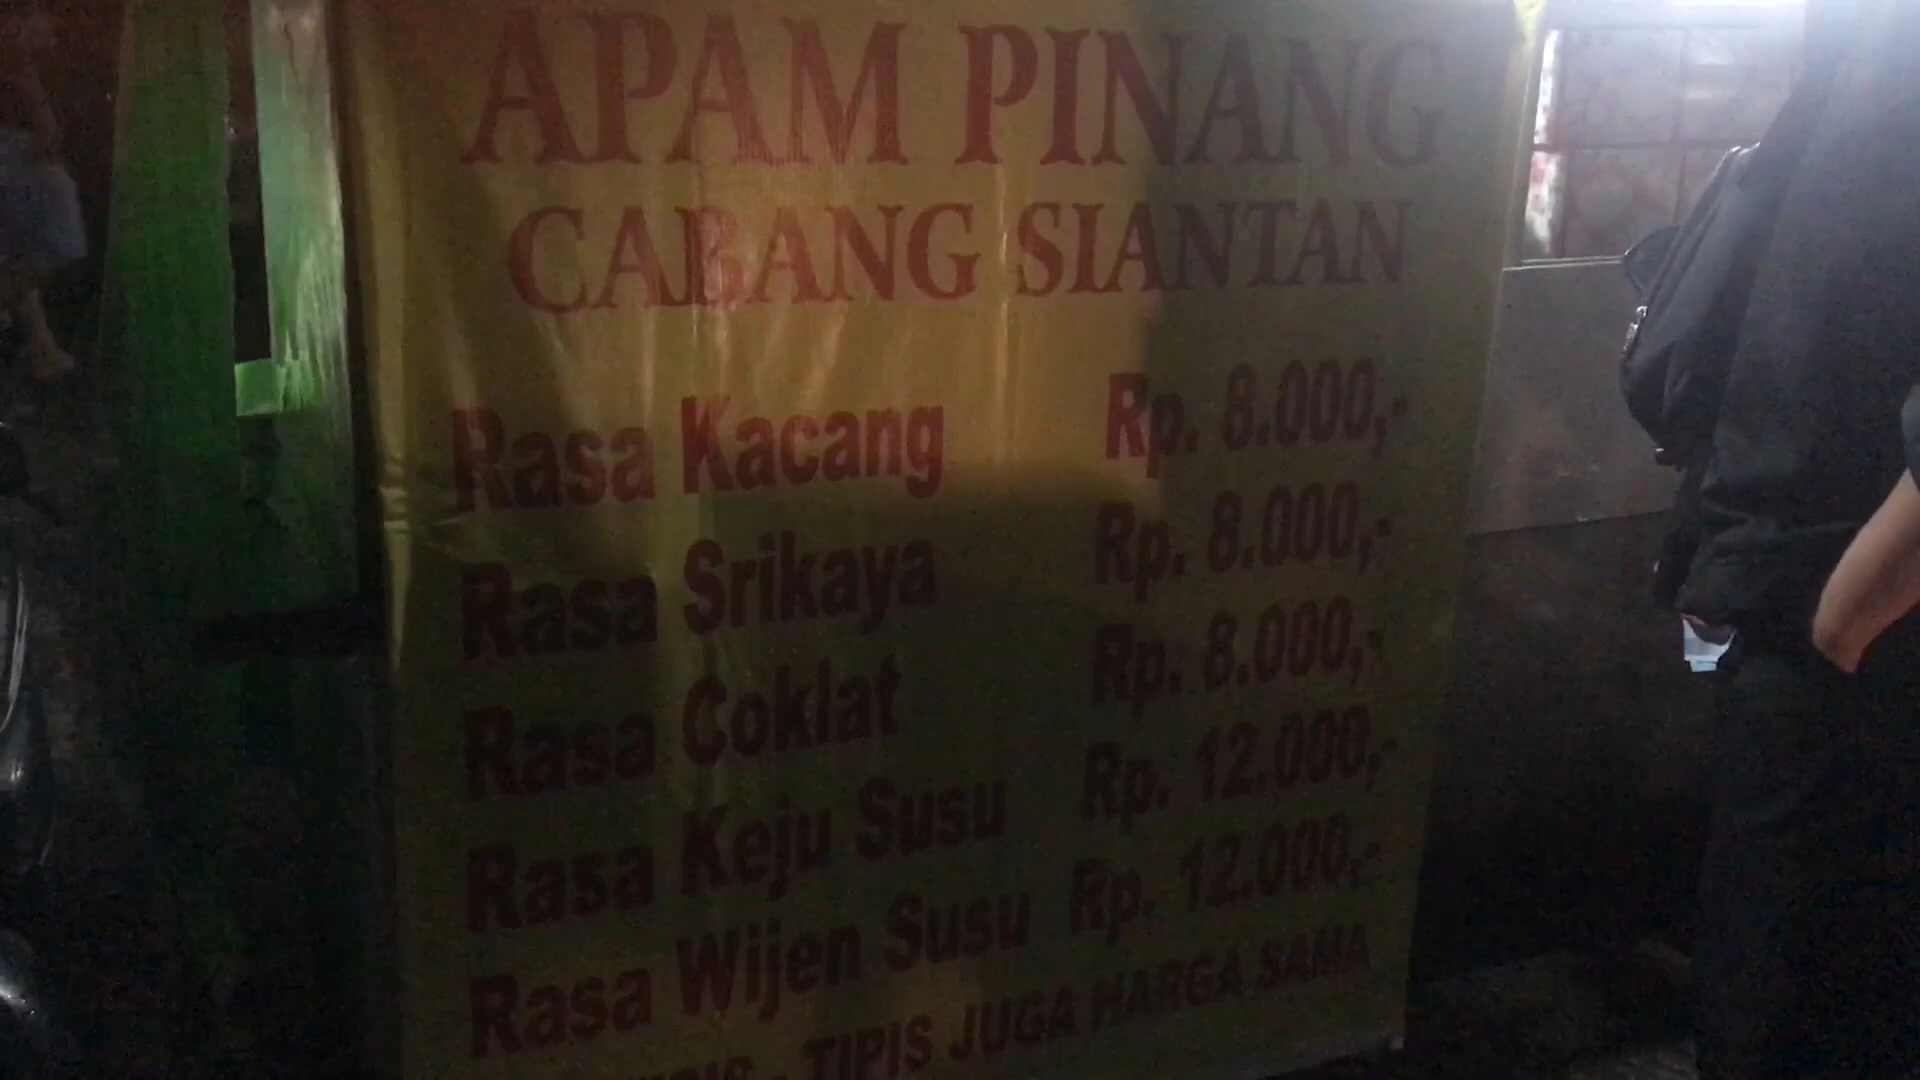 APAM PINANG
CABANG SIANTAN
Rasa Kacang Rp. 8.000,-
Rasa Srikaya Rp. 8.000,-
Rasa Coklat Rp. 8.000,-
Rasa Keju Susu Rp. 12.000,-
Rasa Wijen Susu Rp. 12.000,-
- TIPIS JUGA HARGA SAMA